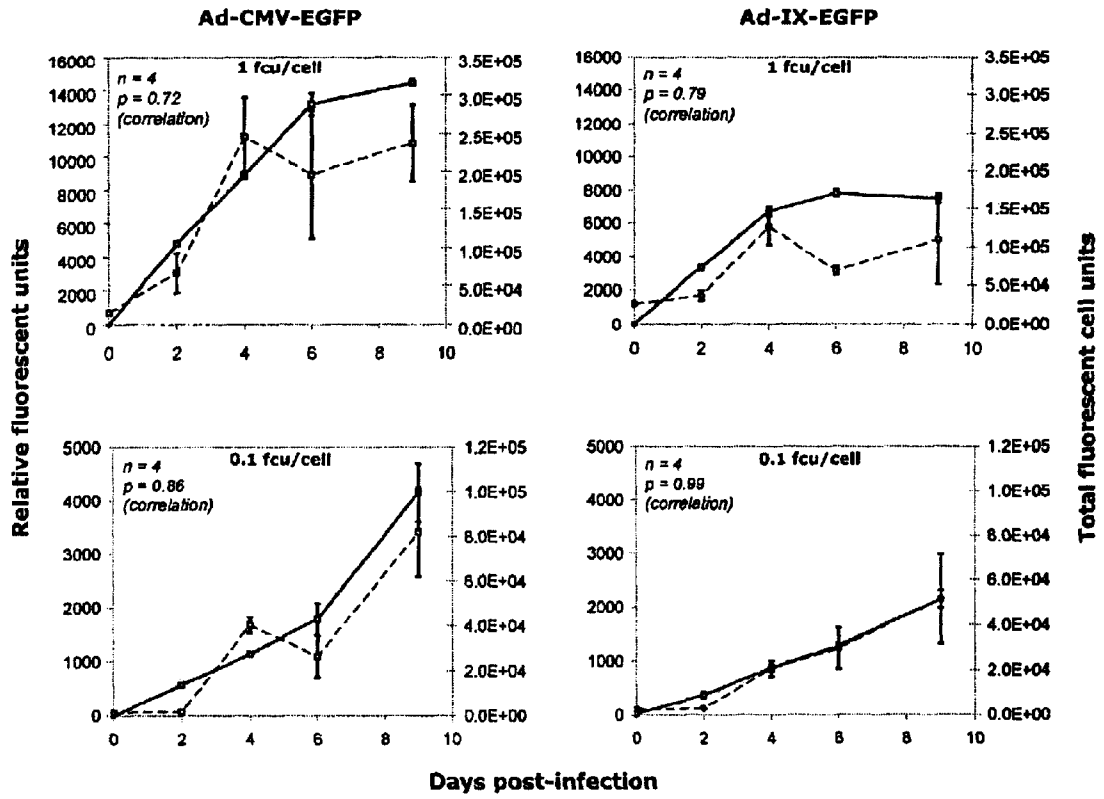 Ad-CMV-EGFP
Ad-IX-EGFP
Relative fluorescent units
Total fluorescent cell units
1 fcu/cell
n = 4
p = 0.72
(correlation)
16000
14000
12000
10000
8000
6000
4000
2000
0
3.5E+05
3.0E+05
2.5E+05
2.0E+05
1.5E+05
1.0E+05
5.0E+04
0.0E+00
0 2 4 6 8 10
1 fcu/cell
n = 4
p = 0.79
(correlation)
16000
14000
12000
10000
8000
6000
4000
2000
0
3.5E+05
3.0E+05
2.5E+05
2.0E+05
1.5E+05
1.0E+05
5.0E+04
0.0E+00
0 2 4 6 8 10
0.1 fcu/cell
n = 4
p = 0.86
(correlation)
5000
4000
3000
2000
1000
0
1.2E+05
1.0E+05
8.0E+04
6.0E+04
4.0E+04
2.0E+04
0.0E+00
0 2 4 6 8 10
0.1 fcu/cell
n = 4
p = 0.99
(correlation)
5000
4000
3000
2000
1000
0
1.2E+05
1.0E+05
8.0E+04
6.0E+04
4.0E+04
2.0E+04
0.0E+00
0 2 4 6 8 10
Days post-infection